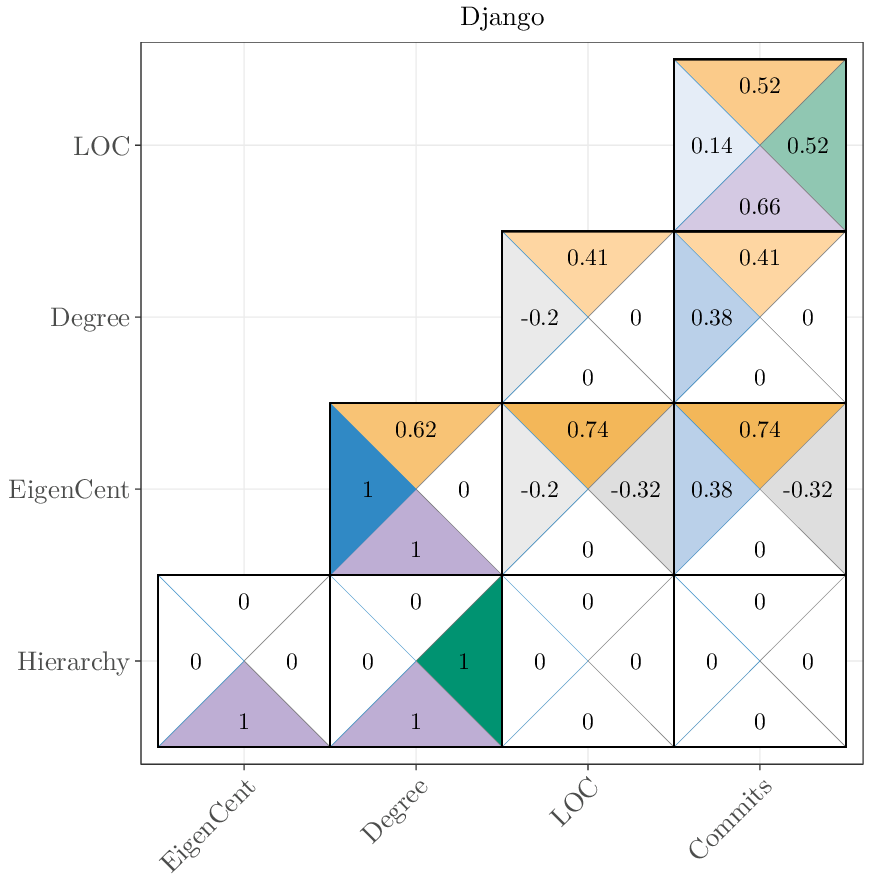 Django
0.52
LOC 0.14 0.52
0.66
0.41 0.41
Degree -0.2 0 0.38 0
0 0
0.62 0.74 0.74
EigenCent 1 0 -0.2 -0.32 0.38 -0.32
1 0 0
0 0 0 0
Hierarchy 0 0 0 1 0 0 0 0
1 1 0 0
EigenCent Degree LOC Commits